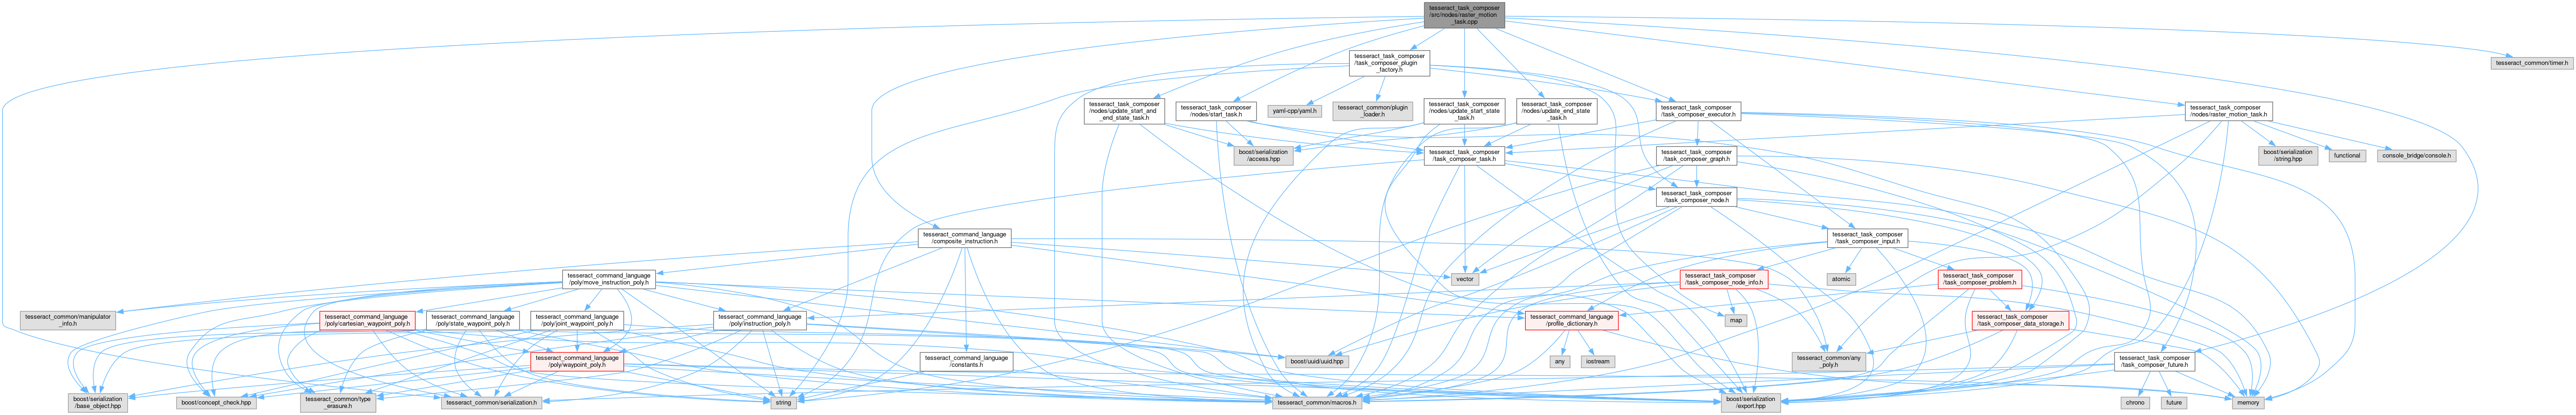 tesseract_task_composer
/src/nodes/raster_motion
_task.cpp
tesseract_task_composer
/task_composer_plugin
_factory.h
tesseract_common/timer.h
tesseract_task_composer
/nodes/update_start_and
_end_state_task.h
tesseract_task_composer
/nodes/start_task.h
yaml-cpp/yaml.h
tesseract_common/plugin
_loader.h
tesseract_task_composer
/nodes/update_start_state
_task.h
tesseract_task_composer
/nodes/update_end_state
_task.h
tesseract_task_composer
/task_composer_executor.h
tesseract_task_composer
/nodes/raster_motion_task.h
boost/serialization
/access.hpp
tesseract_task_composer
/task_composer_task.h
tesseract_task_composer
/task_composer_graph.h
boost/serialization
/string.hpp
functional
console_bridge/console.h
tesseract_task_composer
/task_composer_node.h
tesseract_command_language
/composite_instruction.h
tesseract_task_composer
/task_composer_input.h
tesseract_command_language
/poly/move_instruction_poly.h
vector
tesseract_task_composer
/task_composer_node_info.h
atomic
tesseract_task_composer
/task_composer_problem.h
tesseract_common/manipulator
_info.h
tesseract_command_language
/poly/cartesian_waypoint_poly.h
tesseract_command_language
/poly/state_waypoint_poly.h
tesseract_command_language
/poly/joint_waypoint_poly.h
tesseract_command_language
/poly/instruction_poly.h
tesseract_command_language
/profile_dictionary.h
map
tesseract_task_composer
/task_composer_data_storage.h
tesseract_command_language
/poly/waypoint_poly.h
tesseract_command_language
/constants.h
boost/uuid/uuid.hpp
any
iostream
tesseract_common/any
_poly.h
tesseract_task_composer
/task_composer_future.h
boost/serialization
/base_object.hpp
boost/concept_check.hpp
tesseract_common/type
_erasure.h
tesseract_common/serialization.h
string
tesseract_common/macros.h
boost/serialization
/export.hpp
chrono
future
memory